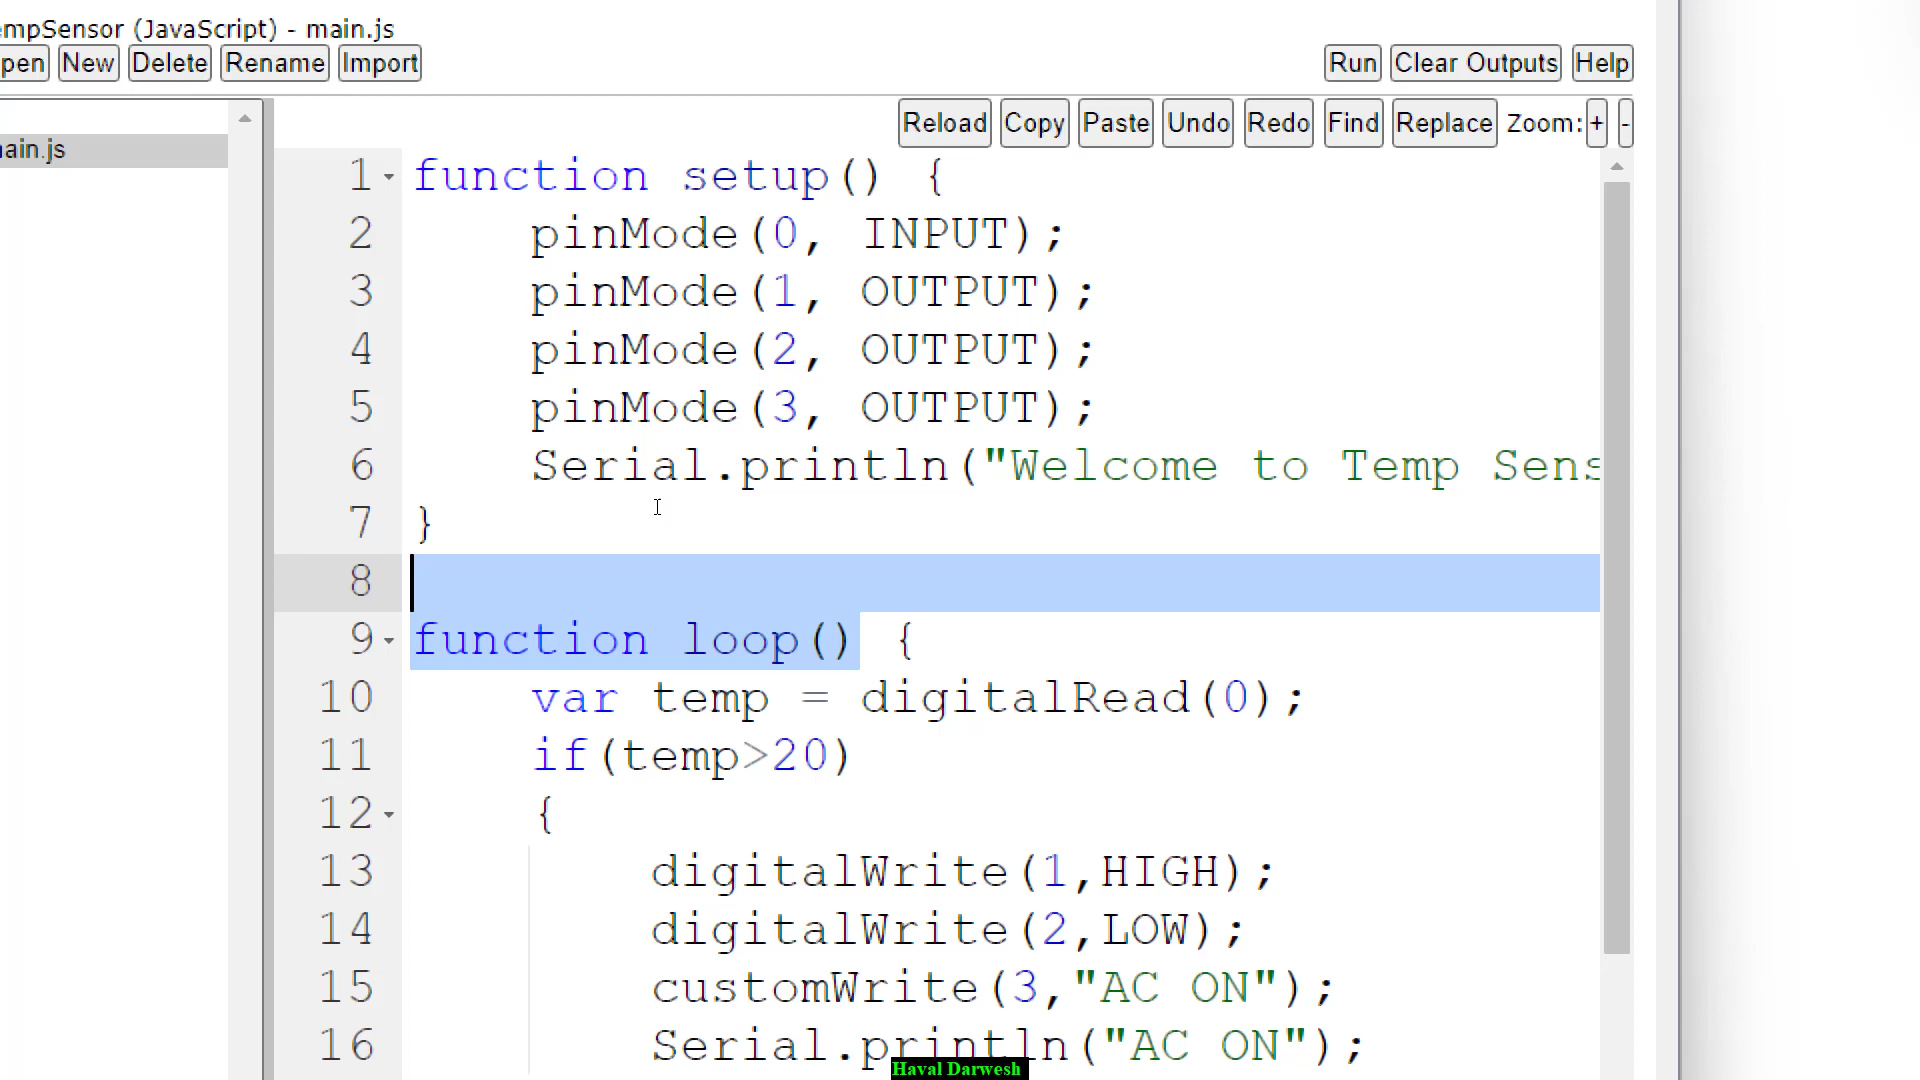 empSensor (JavaScript) - main.js
pen New Delete Rename Import Run Clear Outputs Help
Reload Copy Paste Undo Redo Find Replace Zoom: + -
ain.js
1 function setup() {
2 pinMode(0, INPUT);
3 pinMode(1, OUTPUT);
4 pinMode(2, OUTPUT);
5 pinMode(3, OUTPUT);
6 Serial.println("Welcome to Temp Sens
7 }
8
9 function loop() {
10 var temp = digitalRead(0);
11 if(temp>20)
12 {
13 digitalWrite(1,HIGH);
14 digitalWrite(2,LOW);
15 customWrite(3,"AC ON");
16 Serial.println("AC ON");
Haval Darwesh